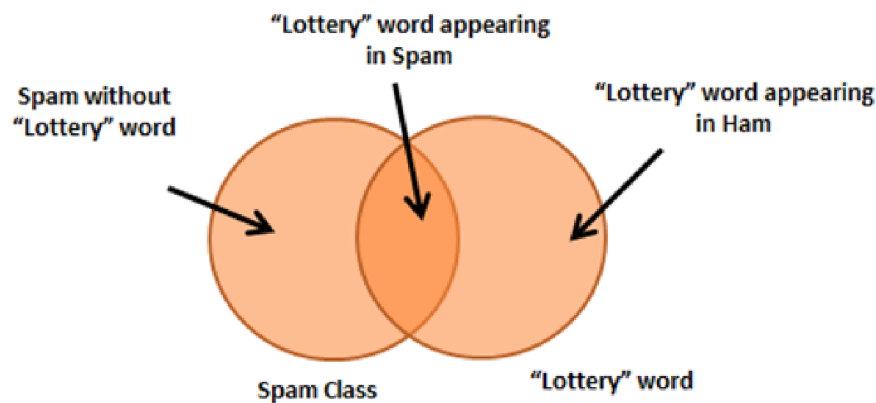 “Lottery” word appearing
in Spam
Spam without
“Lottery” word
“Lottery” word appearing
in Ham
Spam Class
“Lottery” word